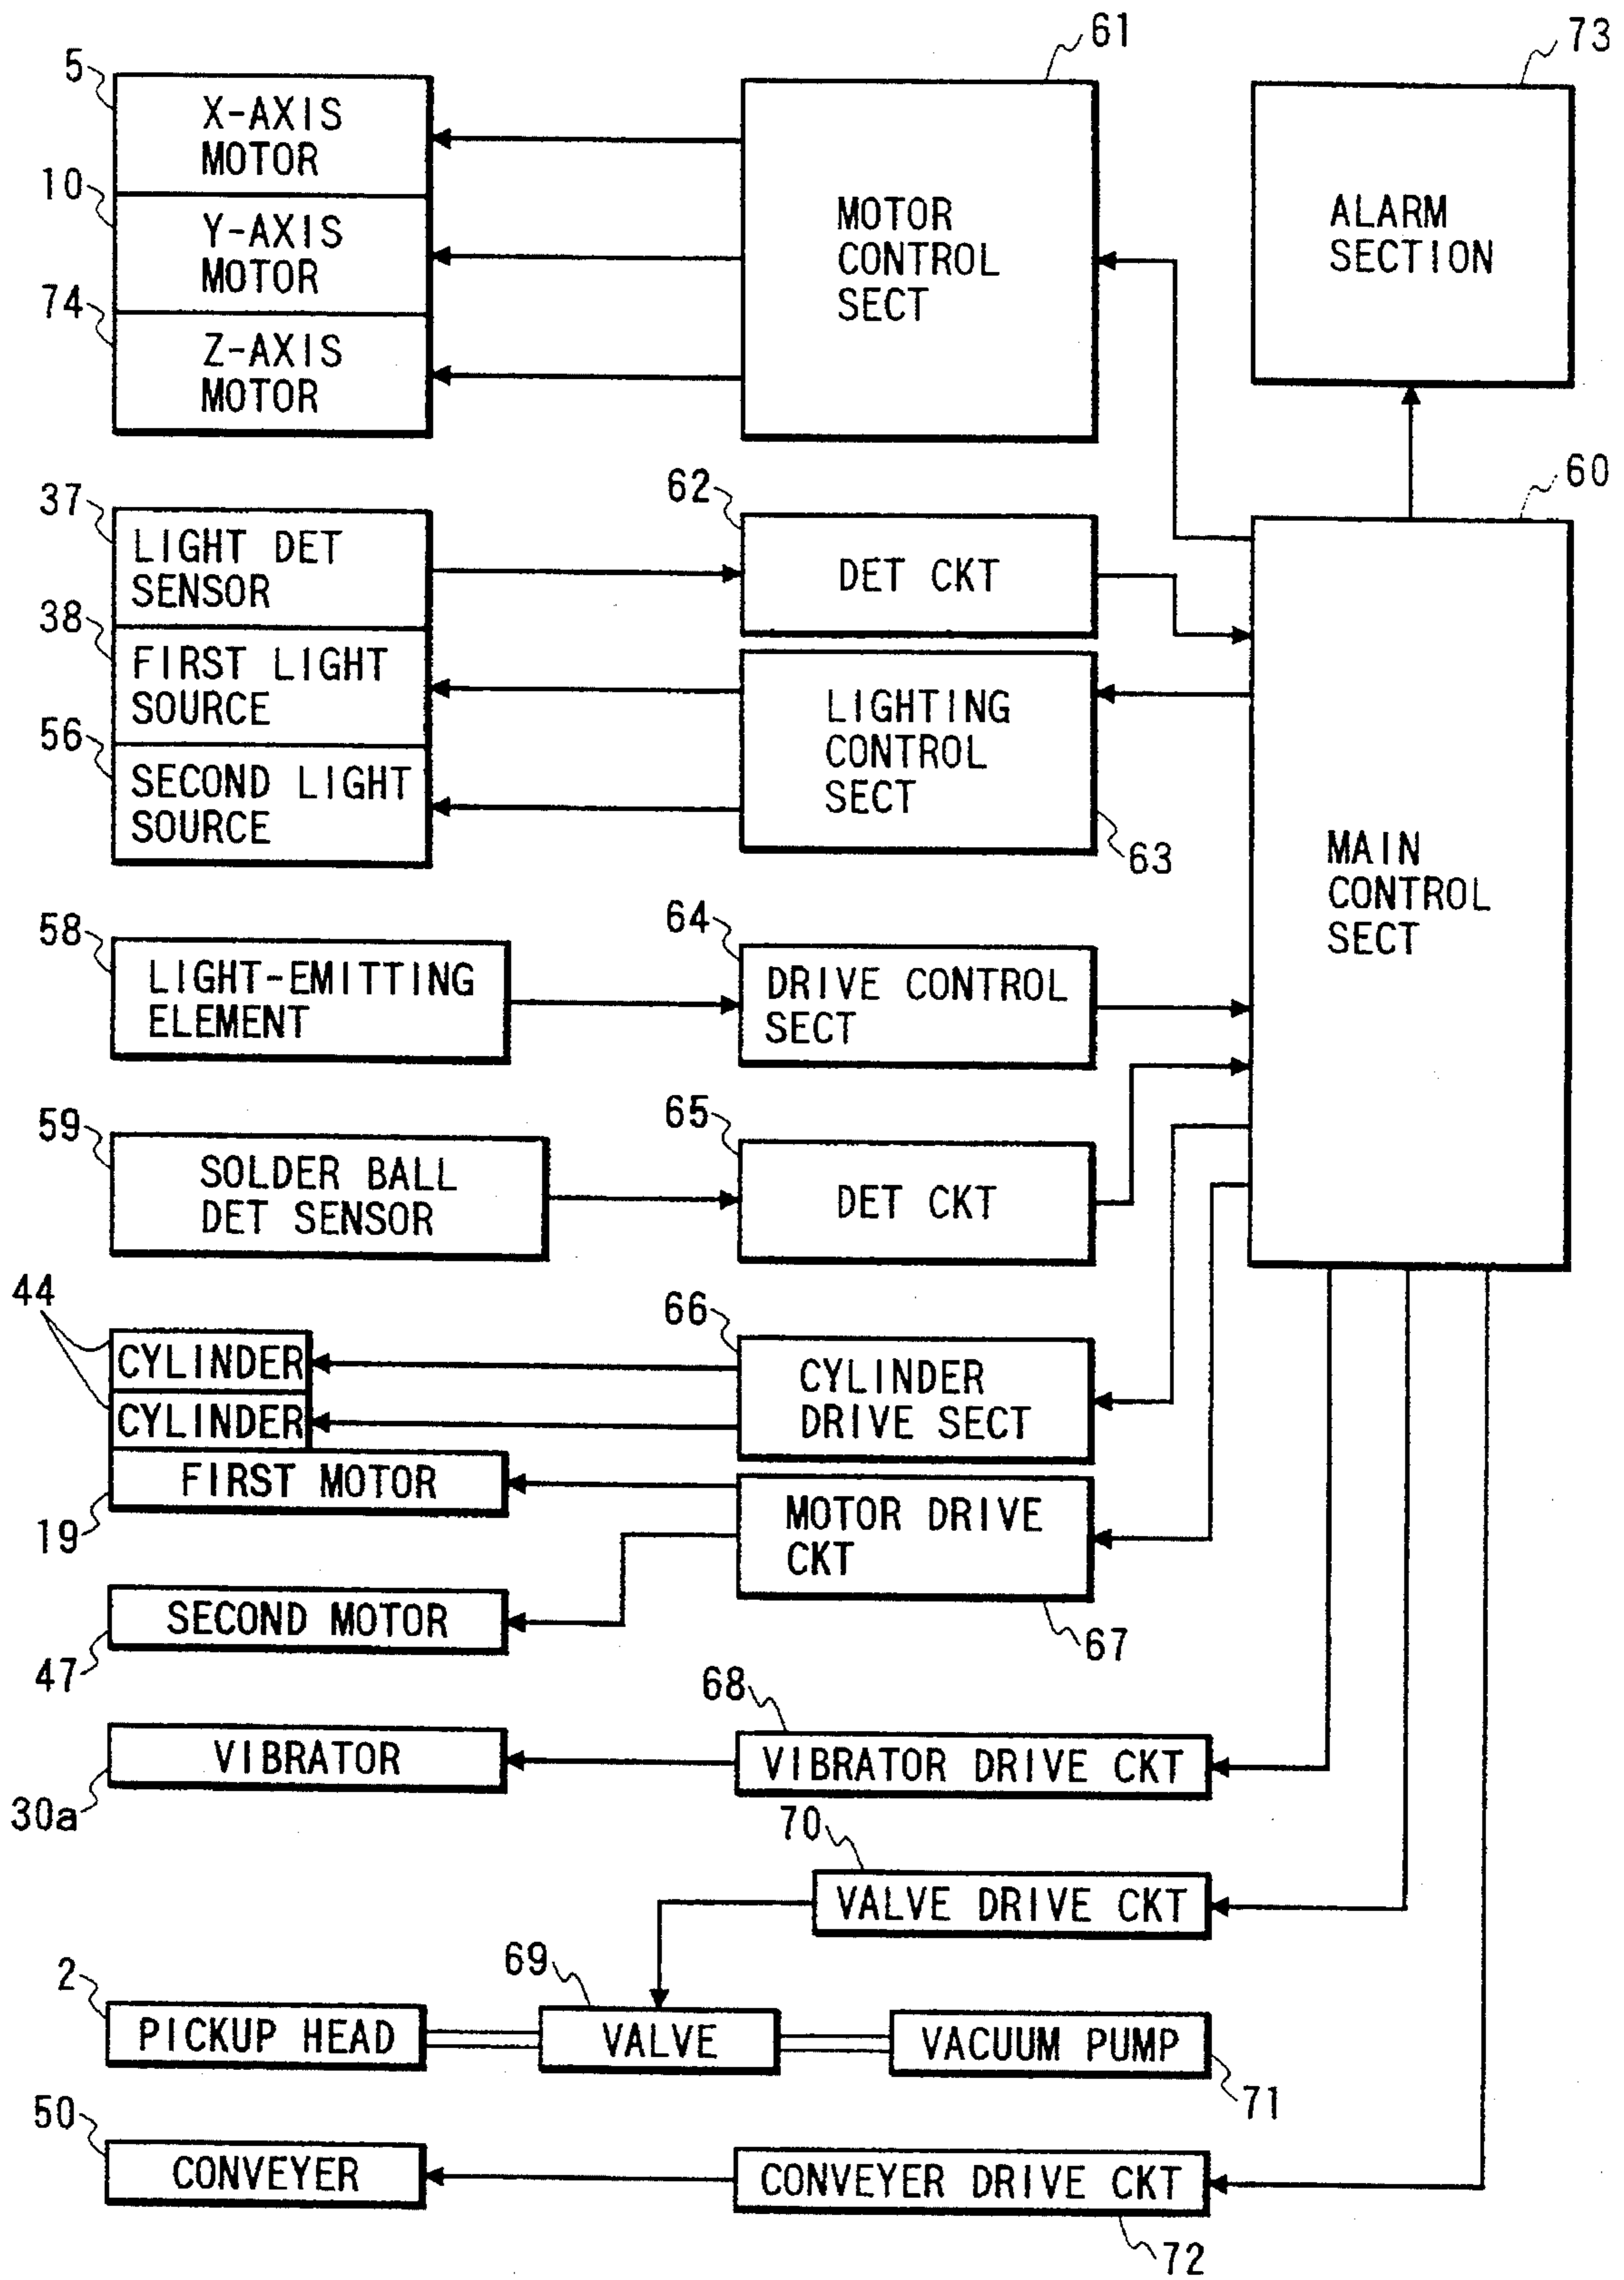 61
73
5
X-AXIS
MOTOR
10
Y-AXIS
MOTOR
74
Z-AXIS
MOTOR
MOTOR
CONTROL
SECT
ALARM
SECTION
60
37
LIGHT DET
SENSOR
62
DET CKT
38
FIRST LIGHT
SOURCE
56
SECOND LIGHT
SOURCE
LIGHTING
CONTROL
SECT
63
MAIN
CONTROL
SECT
58
LIGHT-EMITTING
ELEMENT
64
DRIVE CONTROL
SECT
59
SOLDER BALL
DET SENSOR
65
DET CKT
44
CYLINDER
CYLINDER
66
CYLINDER
DRIVE SECT
FIRST MOTOR
19
MOTOR DRIVE
CKT
67
SECOND MOTOR
47
68
VIBRATOR
30a
VIBRATOR DRIVE CKT
70
VALVE DRIVE CKT
2
PICKUP HEAD
69
VALVE
VACUUM PUMP
71
50
CONVEYER
CONVEYER DRIVE CKT
72